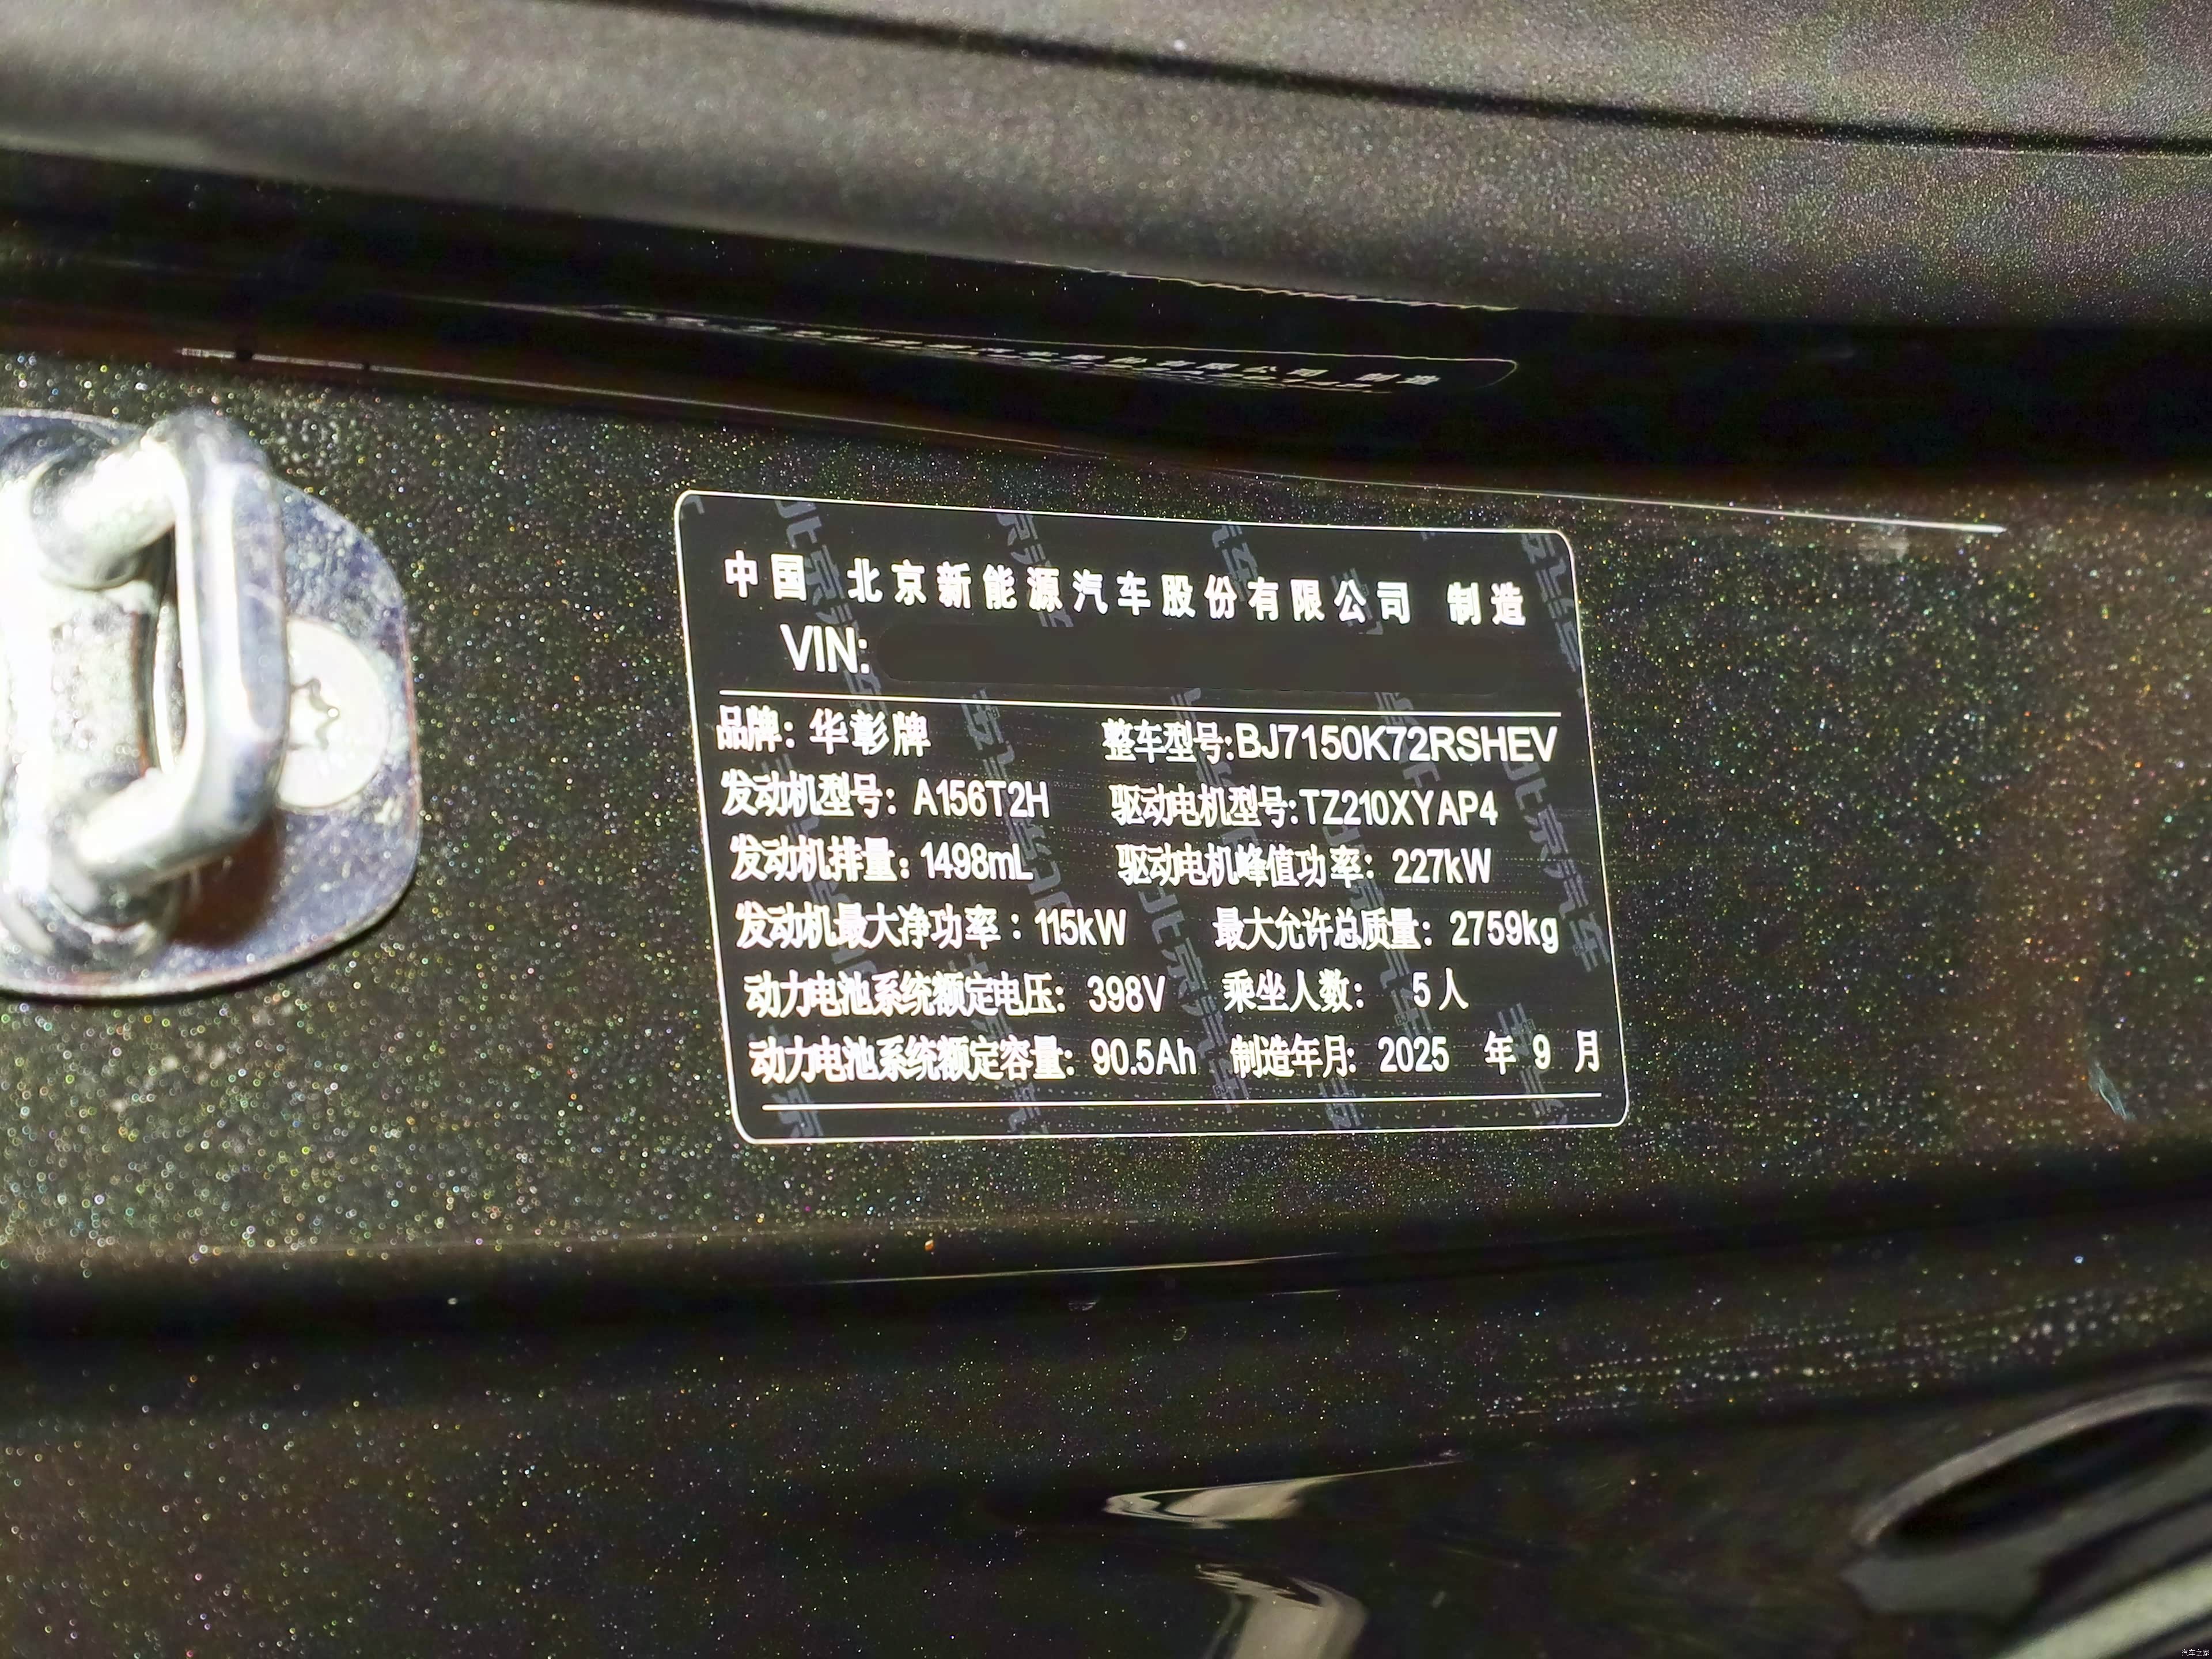 中国 北京新能源汽车股份有限公司 制造
VIN:
品牌: 华彰牌 整车型号:BJ7150K72RSHEV
发动机型号: A156T2H 驱动电机型号:TZ210XYAP4
发动机排量: 1498mL 驱动电机峰值功率: 227kW
发动机最大净功率: 115kW 最大允许总质量: 2759kg
动力电池系统额定电压: 398V 乘坐人数: 5人
动力电池系统额定容量: 90.5Ah 制造年月: 2025 年 9 月
汽车之家